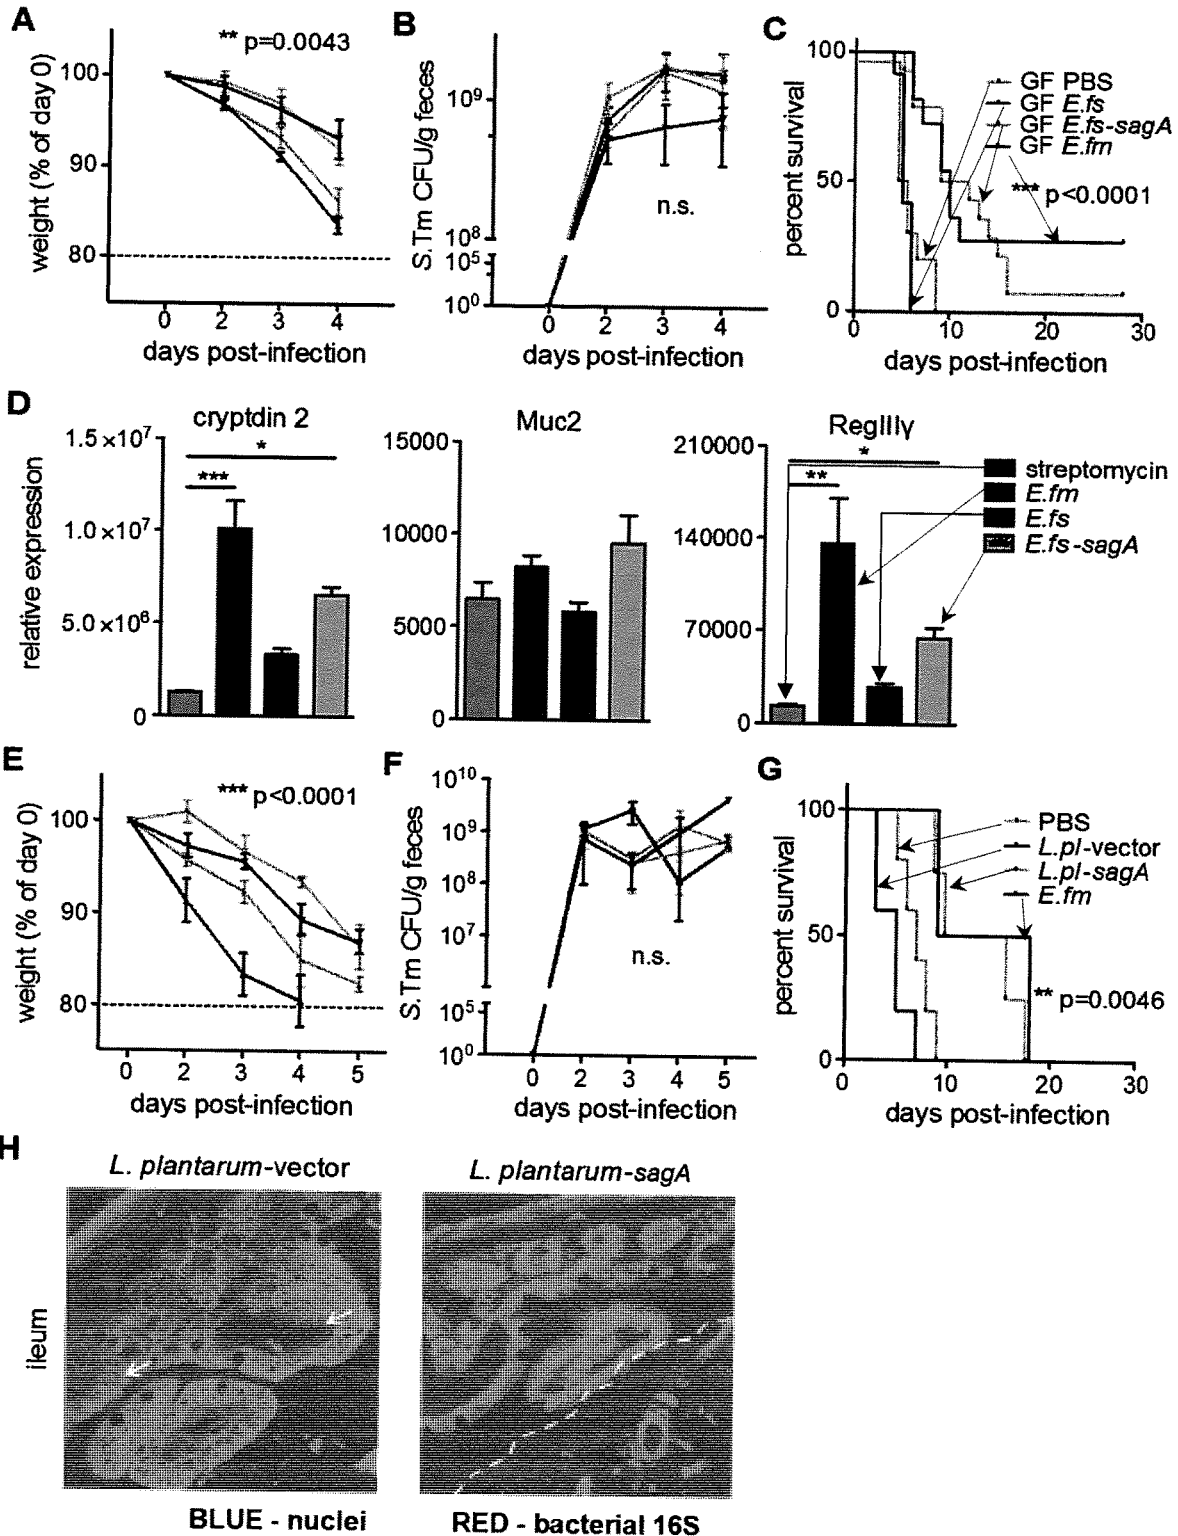 A
** p=0.0043
weight (% of day 0)
100
90
80
0 2 3 4
days post-infection
B
S.Tm CFU/g feces
10⁹
10⁸
10⁵
10⁰
n.s.
0 2 3 4
days post-infection
C
percent survival
100
50
0
GF PBS
GF E.fs
GF E.fs-sagA
GF E.fm
*** p<0.0001
0 10 20 30
days post-infection
D
relative expression
cryptdin 2
1.5×10⁷
1.0×10⁷
5.0×10⁶
0
*
***
Muc2
15000
10000
5000
0
RegIIIγ
210000
140000
70000
0
*
**
streptomycin
E.fm
E.fs
E.fs-sagA
E
*** p<0.0001
weight (% of day 0)
100
90
80
0 2 3 4 5
days post-infection
F
S.Tm CFU/g feces
10¹⁰
10⁹
10⁸
10⁷
10⁵
10⁰
n.s.
0 2 3 4 5
days post-infection
G
percent survival
100
50
0
PBS
L.pl-vector
L.pl-sagA
E.fm
** p=0.0046
0 10 20 30
days post-infection
H
L. plantarum-vector
L. plantarum-sagA
ileum
BLUE - nuclei
RED - bacterial 16S